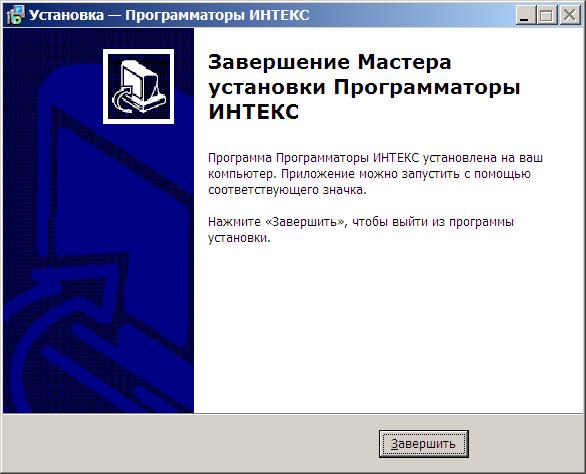 Установка — Программаторы ИНТЕКС
Завершение Мастера
установки Программаторы
ИНТЕКС
Программа Программаторы ИНТЕКС установлена на ваш
компьютер. Приложение можно запустить с помощью
соответствующего значка.
Нажмите «Завершить», чтобы выйти из программы
установки.
Завершить